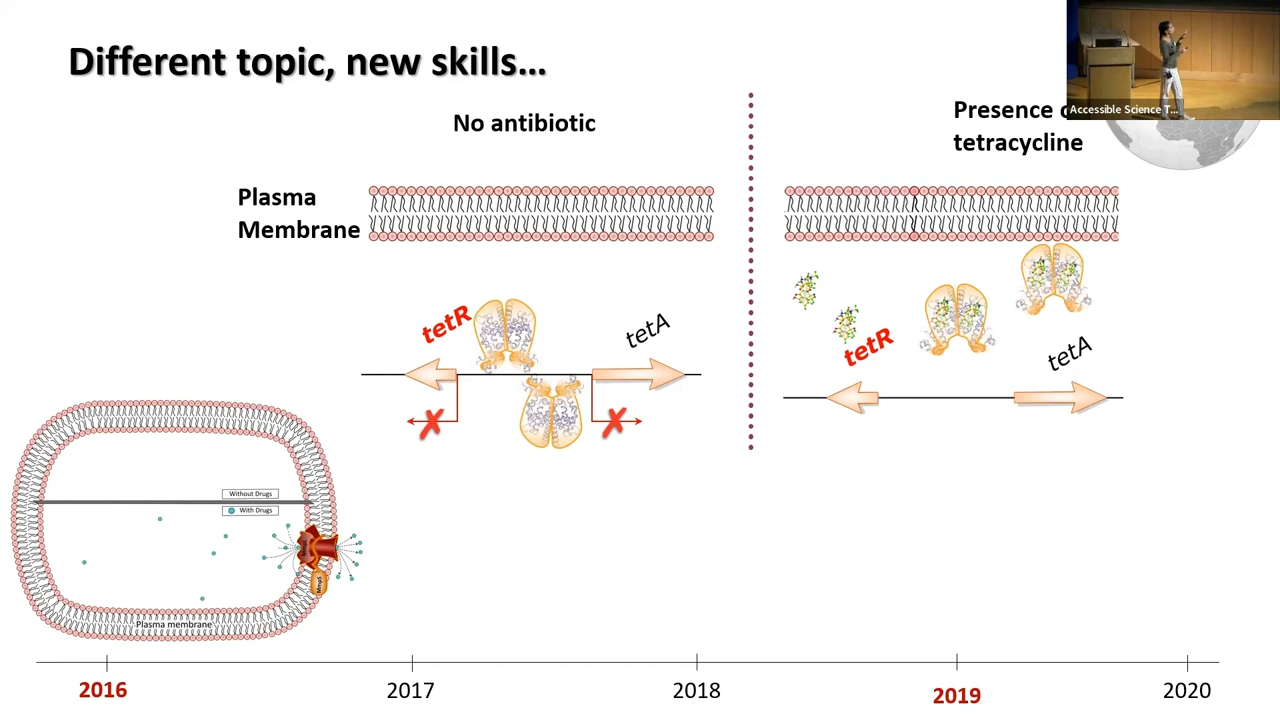 Different topic, new skills...
No antibiotic
Presence
tetracycline
Accessible Science T...
Plasma
Membrane
tetR
tetA
tetR
tetA
Without Drugs
With Drugs
MmpS
Plasma membrane
2016
2017
2018
2019
2020